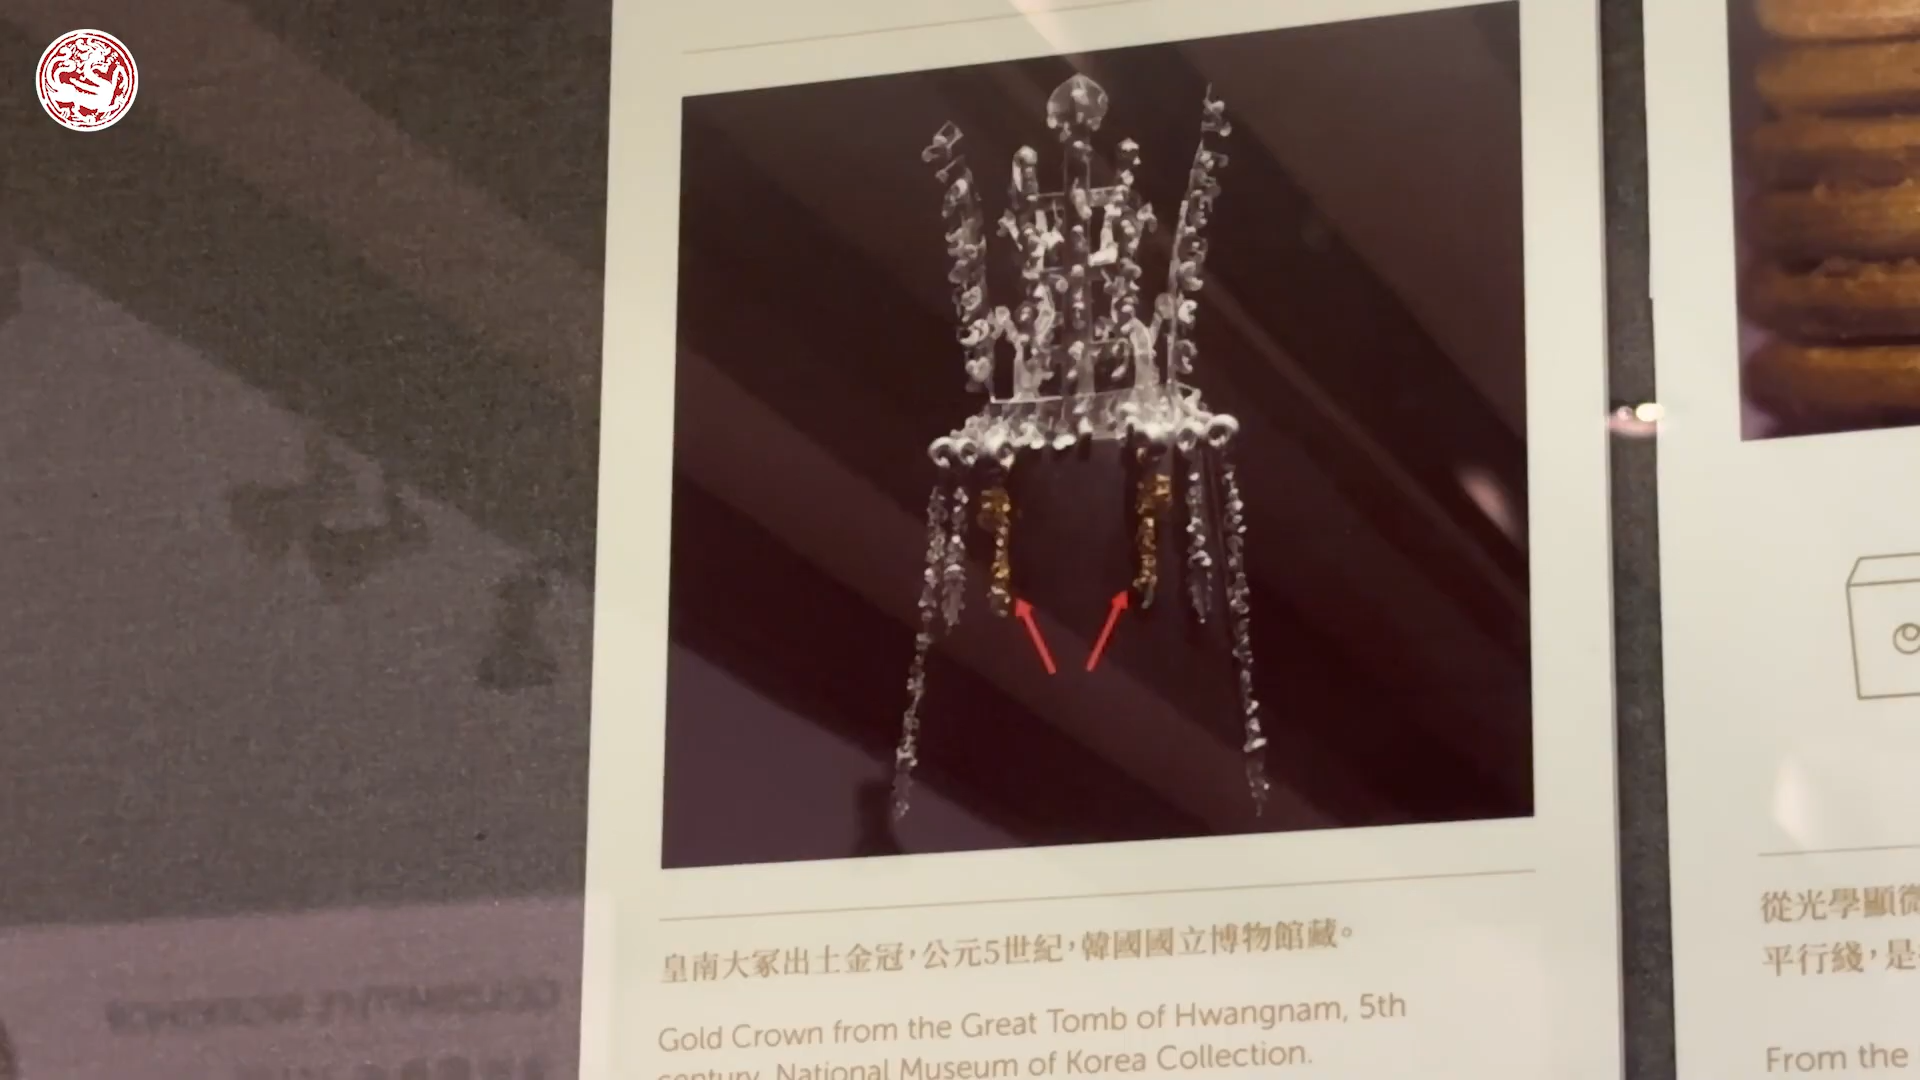 皇南大冢出土金冠，公元5世紀，韓國國立博物館藏。
Gold Crown from the Great Tomb of Hwangnam, 5th
century, National Museum of Korea Collection.
從光學顯微
平行綫，是
From the